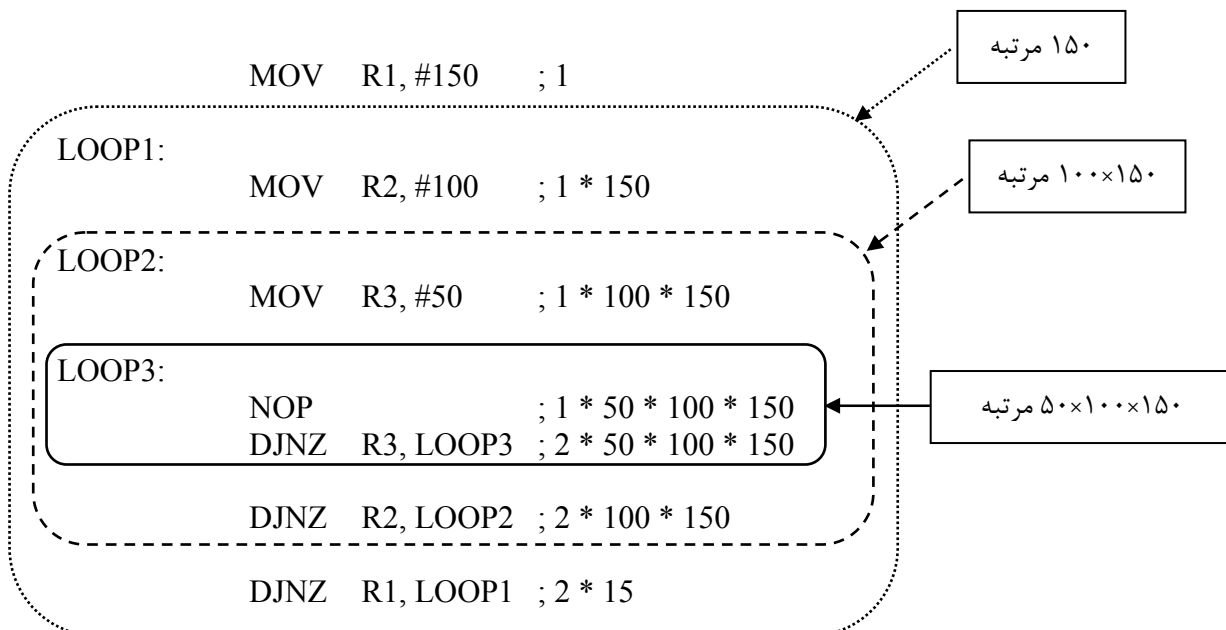 ۱۵۰ مرتبه
MOV R1, #150 ; 1
LOOP1:
MOV R2, #100 ; 1 * 150
۱۰۰×۱۵۰ مرتبه
LOOP2:
MOV R3, #50 ; 1 * 100 * 150
LOOP3:
NOP ; 1 * 50 * 100 * 150
DJNZ R3, LOOP3 ; 2 * 50 * 100 * 150
۵۰×۱۰۰×۱۵۰ مرتبه
DJNZ R2, LOOP2 ; 2 * 100 * 150
DJNZ R1, LOOP1 ; 2 * 15